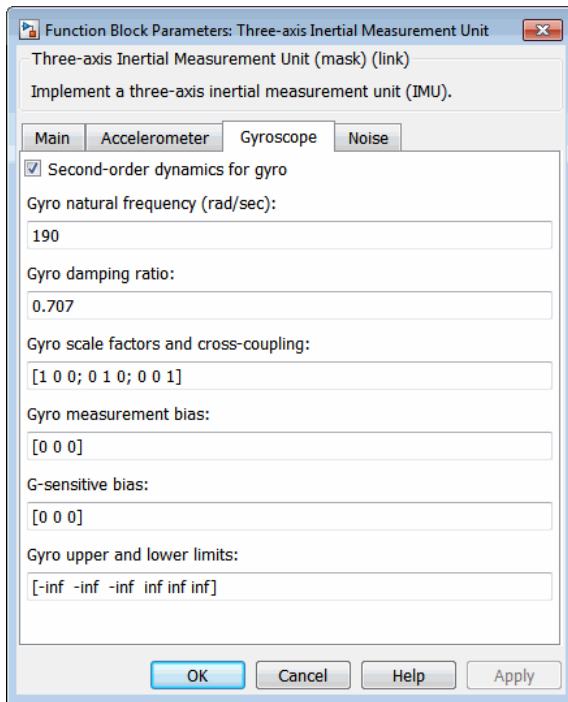 Function Block Parameters: Three-axis Inertial Measurement Unit
Three-axis Inertial Measurement Unit (mask) (link)
Implement a three-axis inertial measurement unit (IMU).
Main Accelerometer Gyroscope Noise
Second-order dynamics for gyro
Gyro natural frequency (rad/sec):
190
Gyro damping ratio:
0.707
Gyro scale factors and cross-coupling:
[1 0 0; 0 1 0; 0 0 1]
Gyro measurement bias:
[0 0 0]
G-sensitive bias:
[0 0 0]
Gyro upper and lower limits:
[-inf -inf -inf inf inf inf]
OK Cancel Help Apply